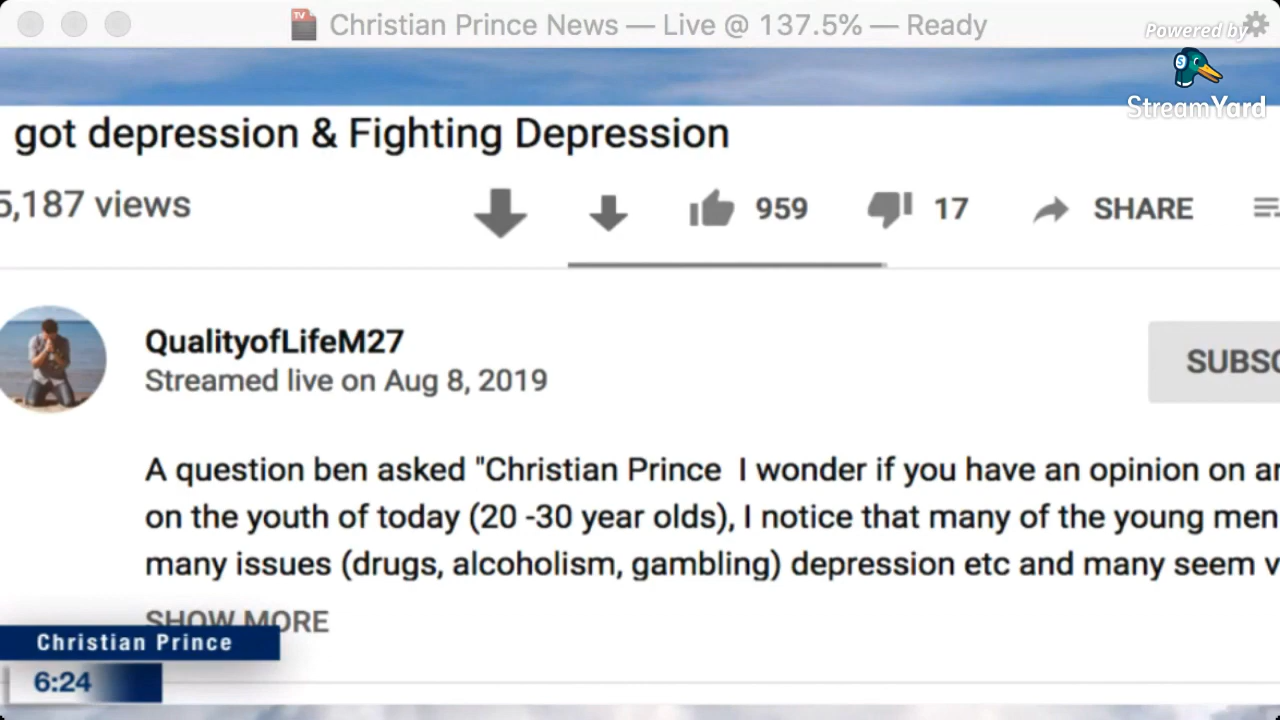 Christian Prince News — Live @ 137.5% — Ready
Powered by
StreamYard
got depression & Fighting Depression
5,187 views
959
17
SHARE
QualityofLifeM27
Streamed live on Aug 8, 2019
SUBSC
A question ben asked "Christian Prince I wonder if you have an opinion on
on the youth of today (20 -30 year olds), I notice that many of the young men
many issues (drugs, alcoholism, gambling) depression etc and many seem
SHOW MORE
Christian Prince
6:24